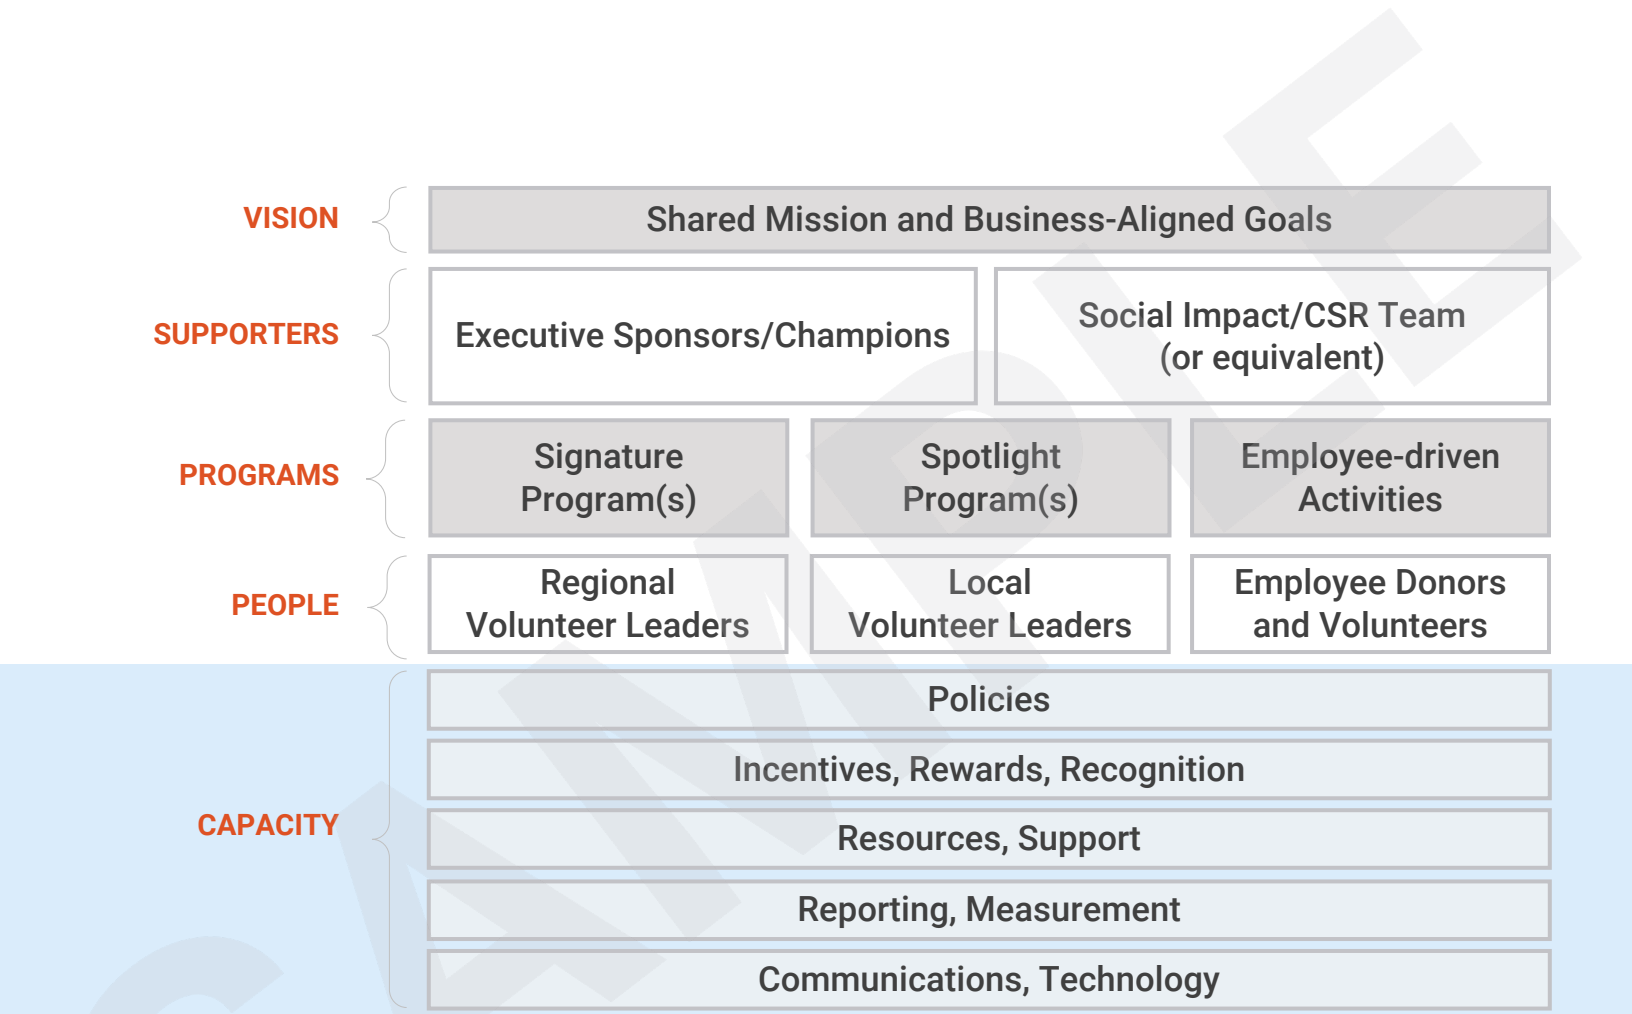 VISION
Shared Mission and Business-Aligned Goals
SUPPORTERS
Executive Sponsors/Champions
Social Impact/CSR Team
(or equivalent)
PROGRAMS
Signature
Program(s)
Spotlight
Program(s)
Employee-driven
Activities
PEOPLE
Regional
Volunteer Leaders
Local
Volunteer Leaders
Employee Donors
and Volunteers
CAPACITY
Policies
Incentives, Rewards, Recognition
Resources, Support
Reporting, Measurement
Communications, Technology
SAMPLE